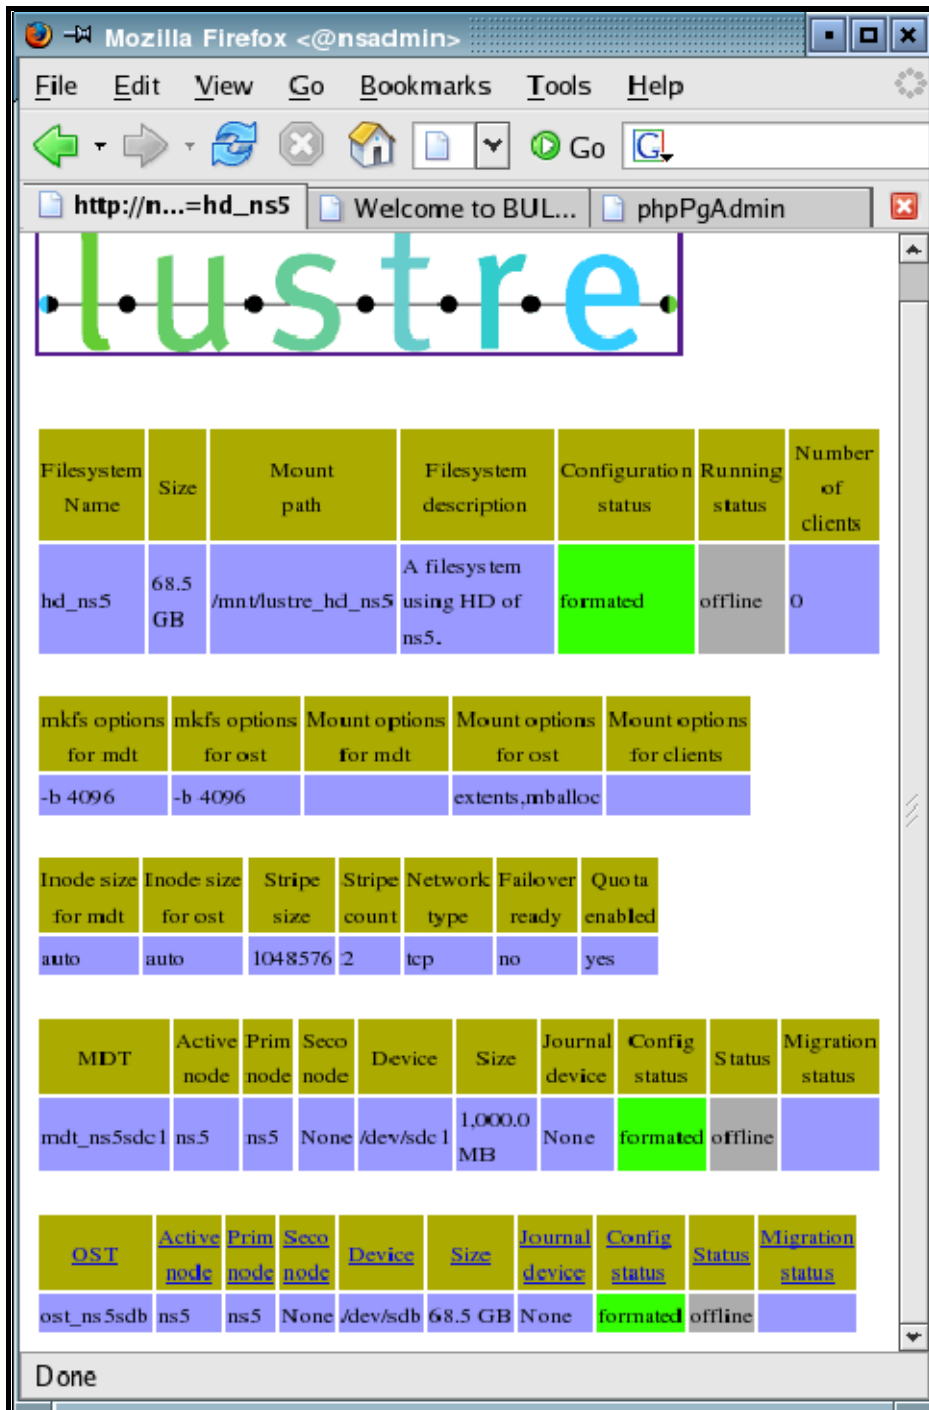 Mozilla Firefox <@nsadmin>
File Edit View Go Bookmarks Tools Help
Go G
http://n...=hd_ns5 Welcome to BUL... phpPgAdmin
lustre
Filesystem Name Size Mount path Filesystem description Configuration status Running status Number of clients
hd_ns5 68.5 GB /mnt/lustre_hd_ns5 A filesystem using HD of ns5. formated offline 0
mkfs options for mdt mkfs options for ost Mount options for mdt Mount options for ost Mount options for clients
-b 4096 -b 4096 extents,mballoc
Inode size for mdt Inode size for ost Stripe size Stripe count Network type Failover ready Quota enabled
auto auto 1048576 2 tcp no yes
MDT Active node Prim node Seco node Device Size Journal device Config status Status Migration status
mdt_ns5sdc1 ns5 ns5 None /dev/sdc1 1,000.0 MB None formated offline
OST Active node Prim node Seco node Device Size Journal device Config status Status Migration status
ost_ns5sdb ns5 ns5 None /dev/sdb 68.5 GB None formated offline
Done